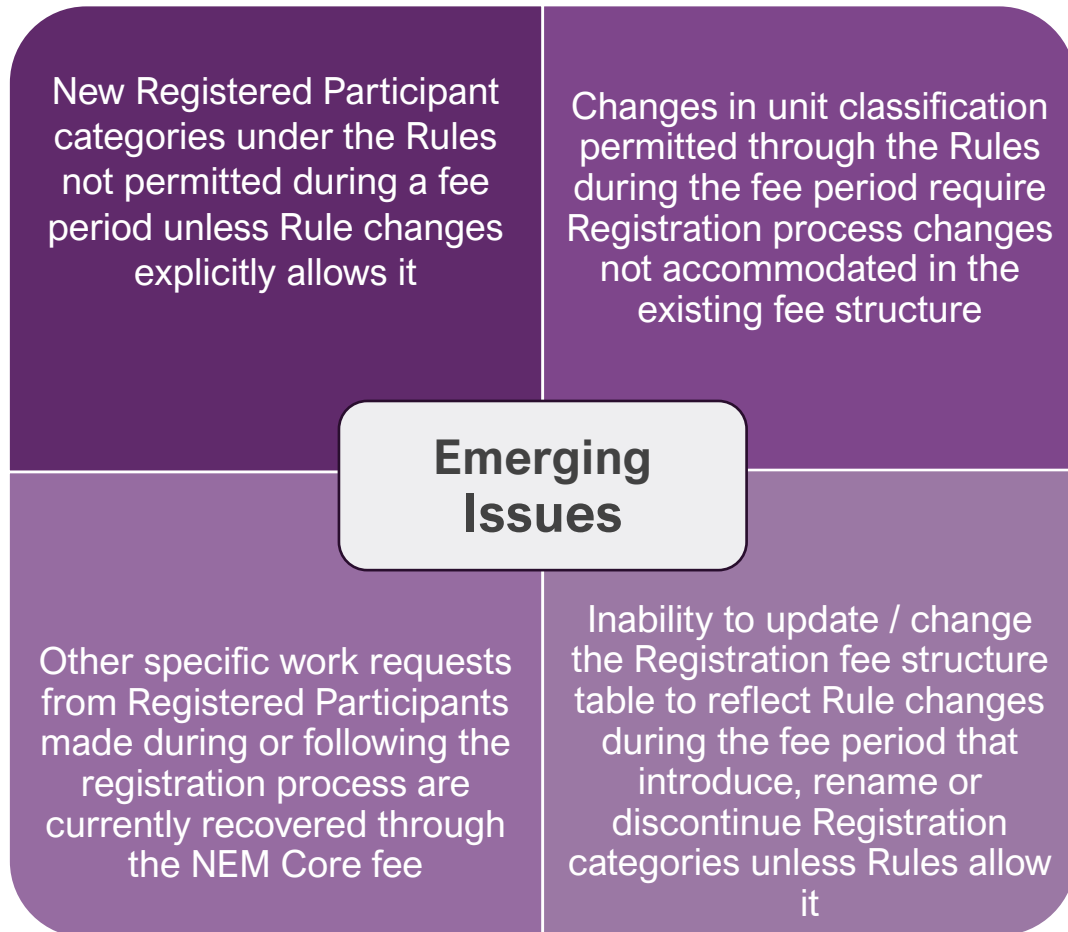 New Registered Participant
categories under the Rules
not permitted during a fee
period unless Rule changes
explicitly allows it
Changes in unit classification
permitted through the Rules
during the fee period require
Registration process changes
not accommodated in the
existing fee structure
Emerging
Issues
Other specific work requests
from Registered Participants
made during or following the
registration process are
currently recovered through
the NEM Core fee
Inability to update / change
the Registration fee structure
table to reflect Rule changes
during the fee period that
introduce, rename or
discontinue Registration
categories unless Rules allow
it